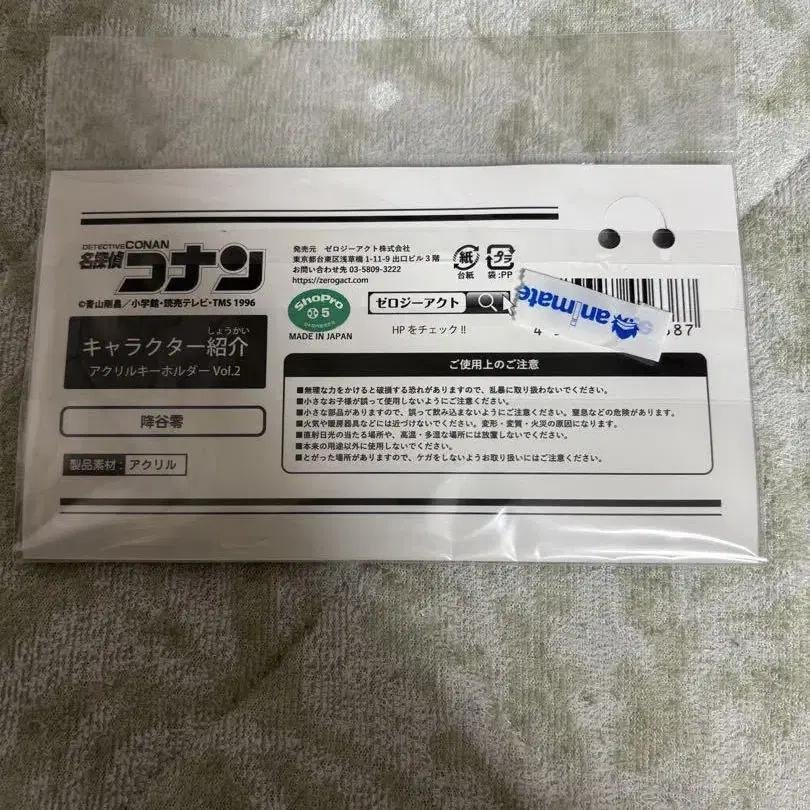 DETECTIVE CONAN
名探偵コナン
©青山剛昌／小学館・読売テレビ・TMS 1996
しょうかい
キャラクター紹介
アクリルキーホルダー Vol.2
降谷零
製品素材：アクリル
発売元　ゼロジーアクト株式会社
東京都台東区浅草橋 1-11-9 出口ビル３階
お問い合わせ先 03-5809-3222
https://zerogact.com
紙
台紙
プラ
袋：PP
ShoPro
5
MADE IN JAPAN
ゼロジーアクト
HP をチェック !!
animate
4
87
ご使用上のご注意
■無理な力をかけると破損する恐れがありますので、乱暴に取り扱わないでください。
■小さなお子様が誤って使用しないようにご注意ください。
■小さな部品がありますので、誤って飲み込まないようにご注意ください。窒息などの危険があります。
■火気や暖房器具などには近づけないでください。変形・変質・火災の原因になります。
■直射日光の当たる場所や、高温・多湿な場所には放置しないでください。
■本来の用途以外に使用しないでください。
■とがった場所がありますので、ケガをしないようお取り扱いにはご注意ください。